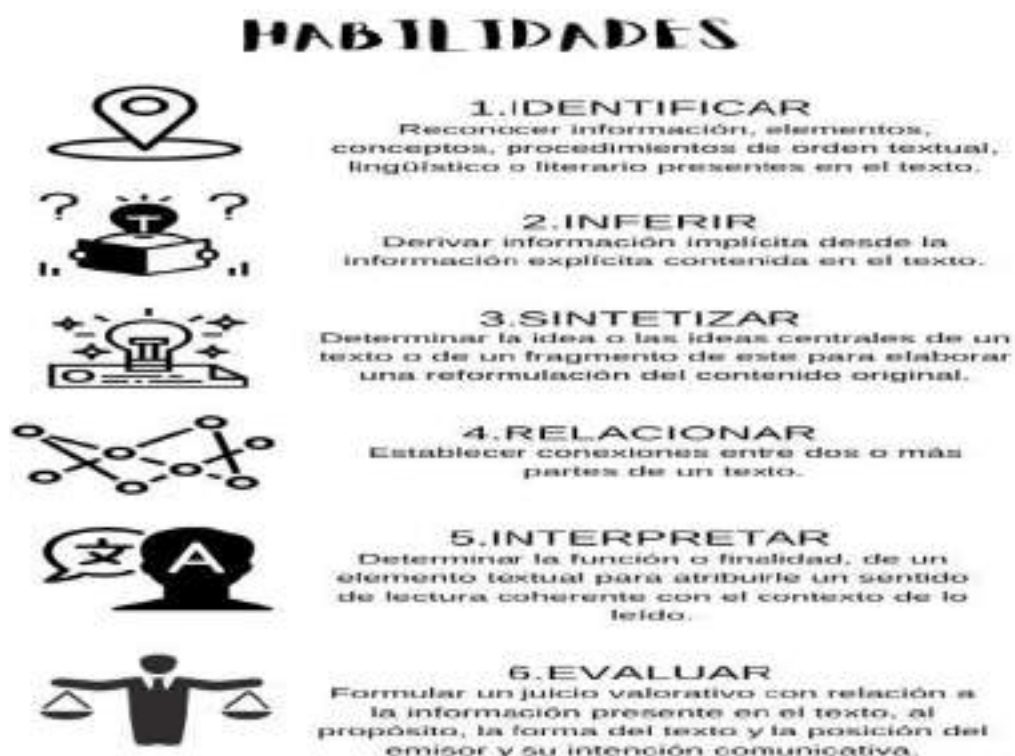 HABILIDADES
1.IDENTIFICAR
Reconocer información, elementos,
conceptos, procedimientos de orden textual,
lingüístico o literario presentes en el texto.
2.INFERIR
Derivar información implícita desde la
información explícita contenida en el texto.
3.SINTETIZAR
Determinar la idea o las ideas centrales de un
texto o de un fragmento de este para elaborar
una reformulación del contenido original.
4.RELACIONAR
Establecer conexiones entre dos o más
partes de un texto.
5.INTERPRETAR
Determinar la función o finalidad, de un
elemento textual para atribuirle un sentido
de lectura coherente con el contexto de lo
leído.
6.EVALUAR
Formular un juicio valorativo con relación a
la información presente en el texto, al
propósito, la forma del texto y la posición del
emisor y su intención comunicativa.